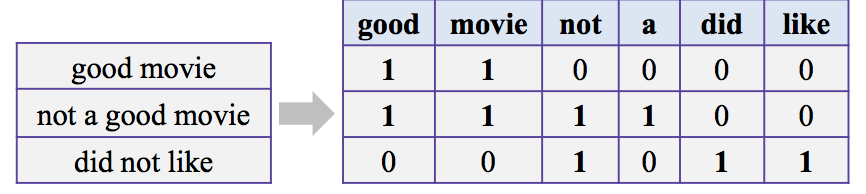 good movie not a did like
good movie 1 1 0 0 0 0
not a good movie 1 1 1 1 0 0
did not like 0 0 1 0 1 1